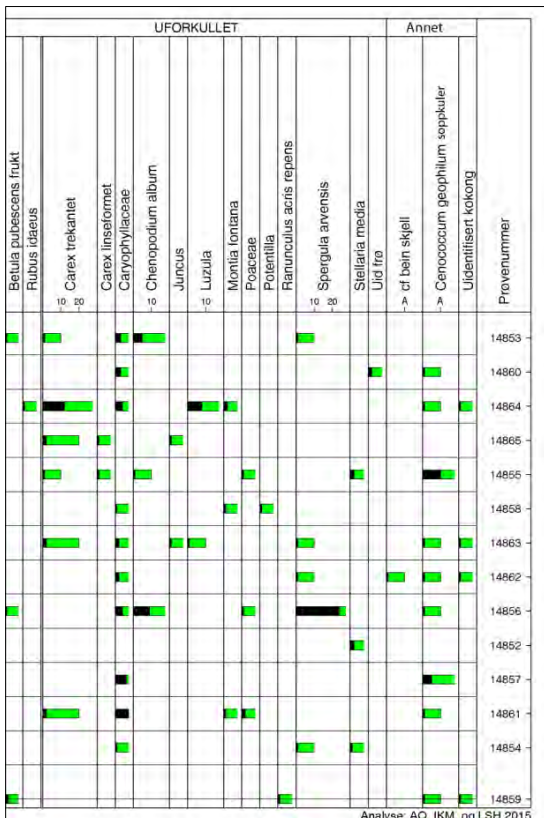 UFORKULLET Annet
Betula pubescens frukt
Rubus idaeus
Carex trekantet
Carex linseformet
Caryophyllaceae
Chenopodium album
Juncus
Luzula
Montia fontana
Poaceae
Potentilla
Ranunculus acris repens
Spergula arvensis
Stellaria media
Uid frø
cf bein skjell
Cenococcum geophilum soppkuler
Uidentifisert kokong
Prøvenummer
10 20 10 10 10 20 A A
14853
14860
14864
14865
14855
14858
14863
14862
14856
14852
14857
14861
14854
14859
Analyse: AO, IKM, og LSH 2015